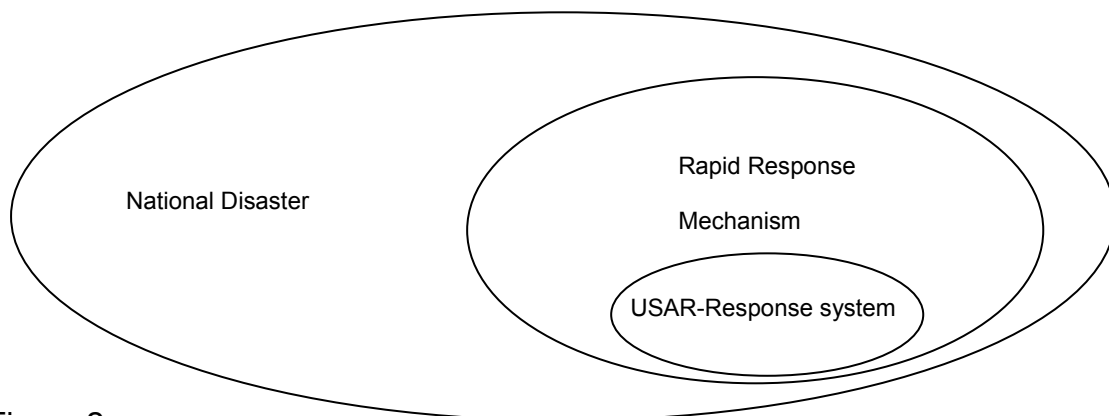 National Disaster
Rapid Response
Mechanism
USAR-Response system